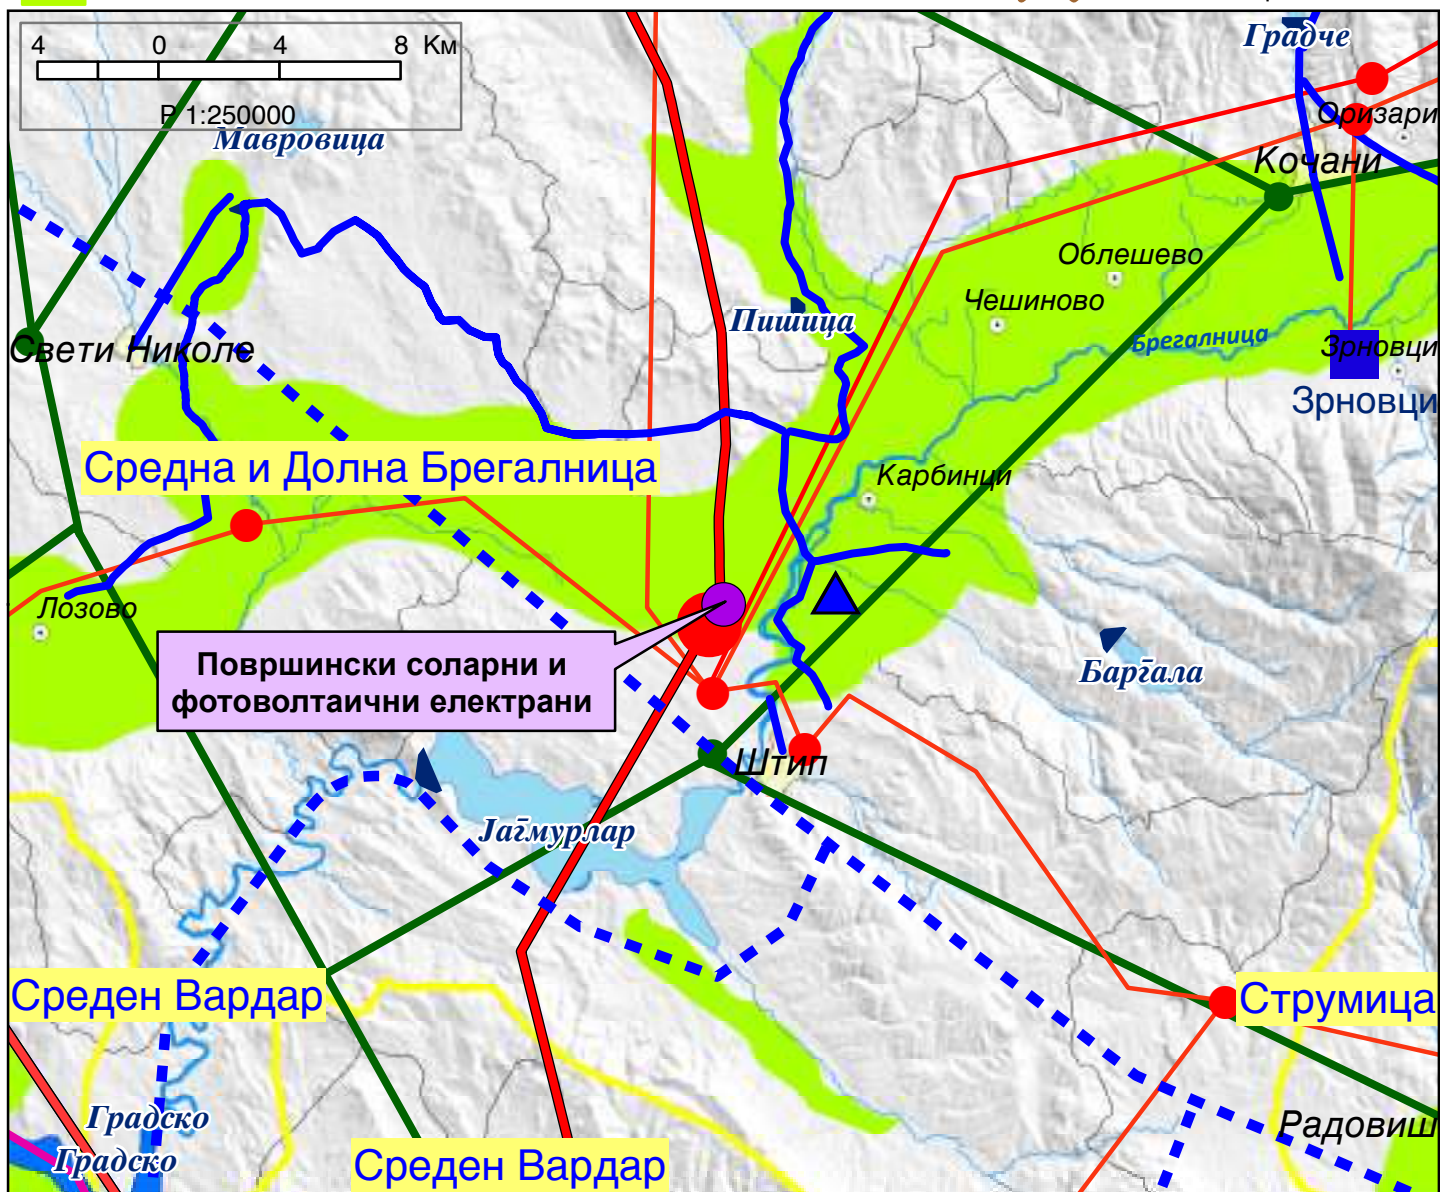 4 0 4 8 Км
Р 1:250000
Мавровица
Градче
Оризари
Кочани
Облешево
Чешиново
Пишица
Брегалница
Зрновци
Зрновци
Свети Николе
Средна и Долна Брегалница
Карбинци
Лозово
Површински соларни и
фотоволтаични електрани
Баргала
Штип
Јагмурлар
Среден Вардар
Струмица
Градско
Радовиш
Градско
Среден Вардар